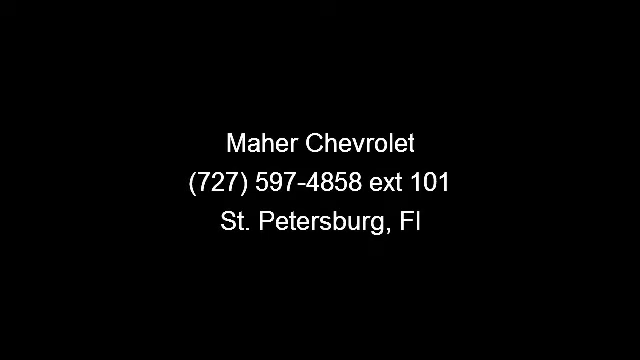 Maher Chevrolet
(727) 597-4858 ext 101
St. Petersburg, Fl